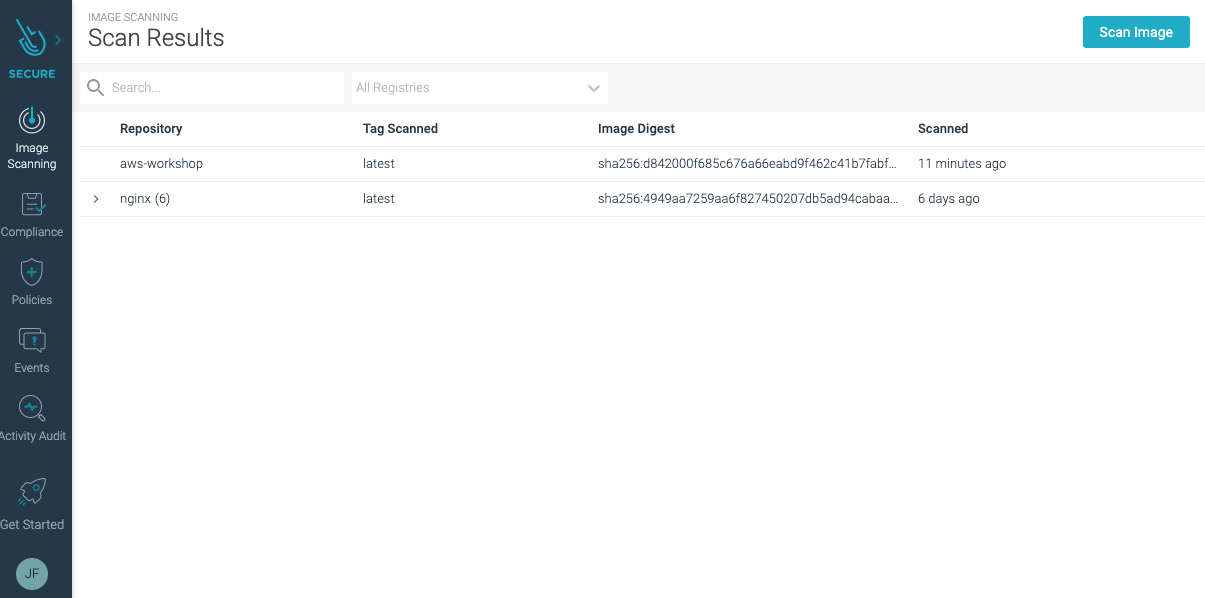 IMAGE SCANNING
Scan Results
Scan Image
SECURE
Search...
All Registries
Repository Tag Scanned Image Digest Scanned
aws-workshop latest sha256:d842000f685c676a66eabd9f462c41b7fabf... 11 minutes ago
nginx (6) latest sha256:4949aa7259aa6f827450207db5ad94cabaa... 6 days ago
Image
Scanning
Compliance
Policies
Events
Activity Audit
Get Started
JF